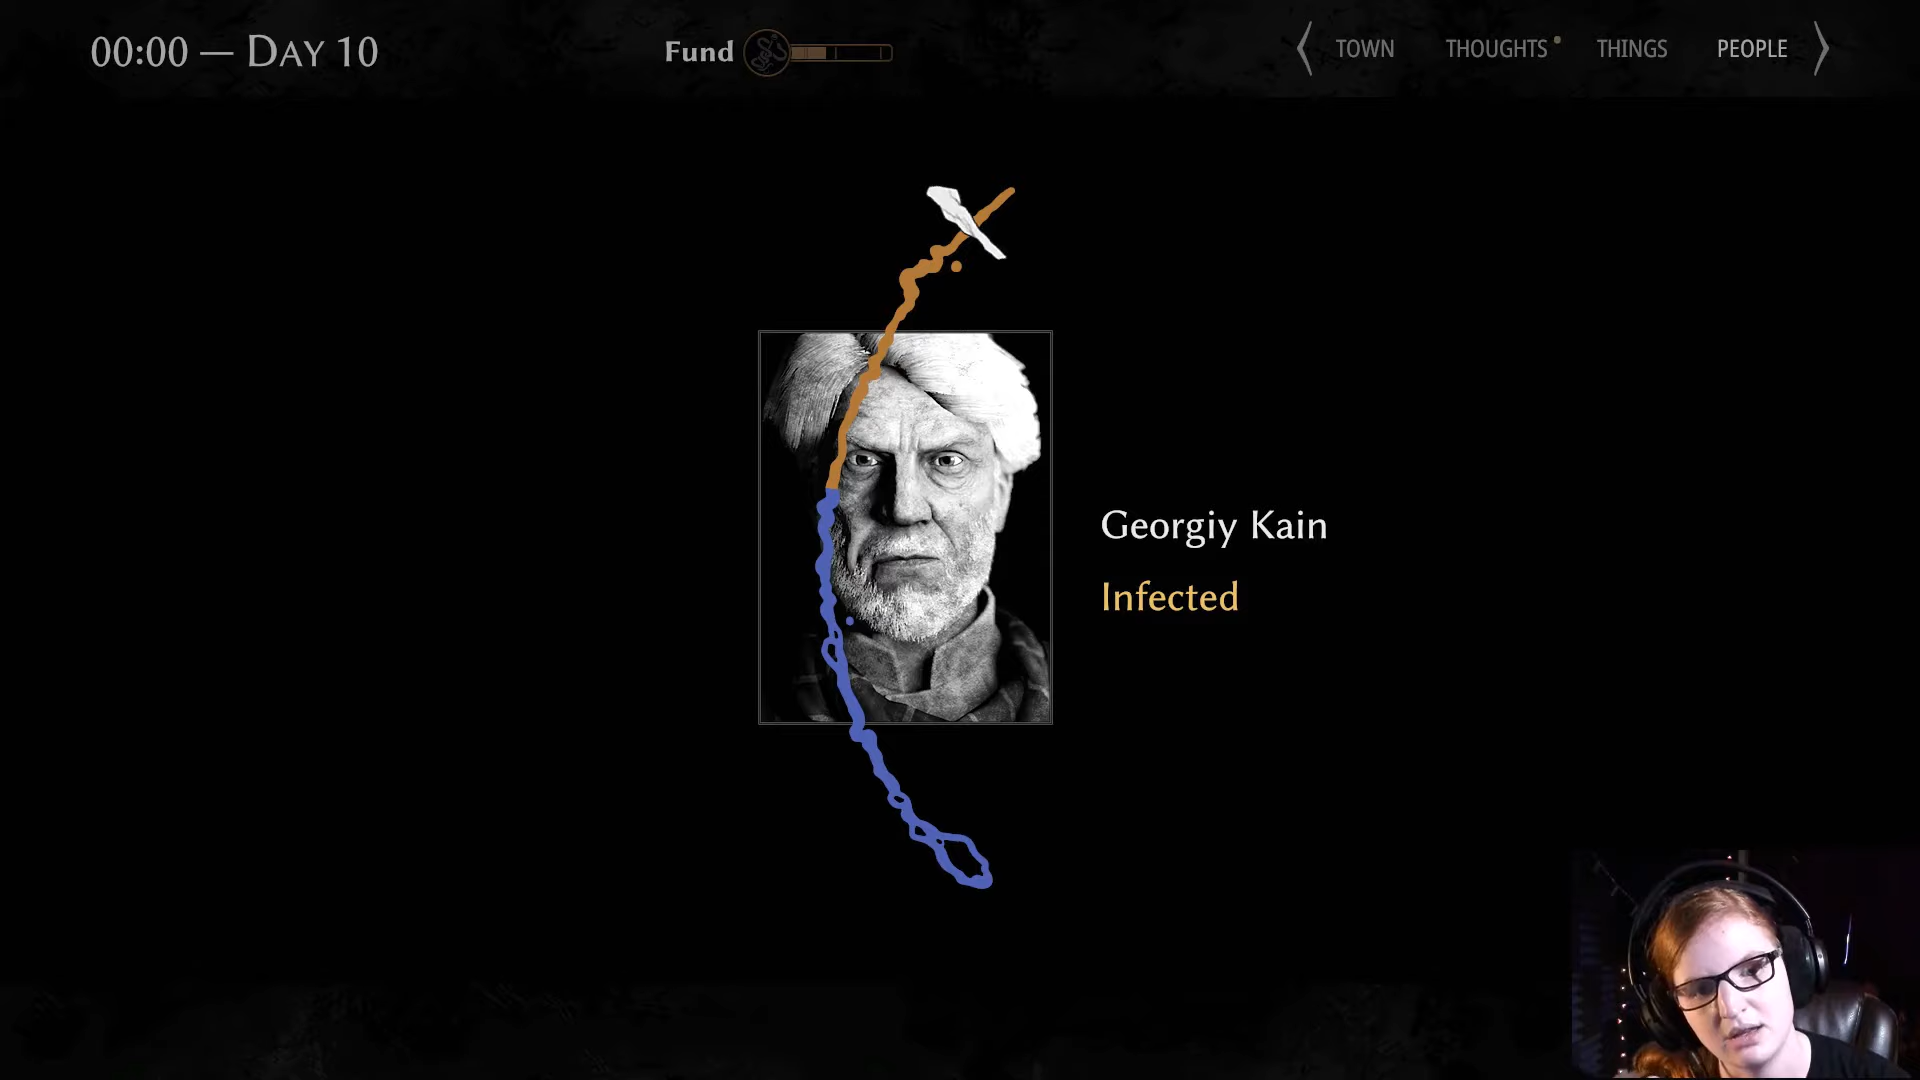 00:00 — DAY 10
Fund
TOWN THOUGHTS THINGS PEOPLE
Georgiy Kain
Infected